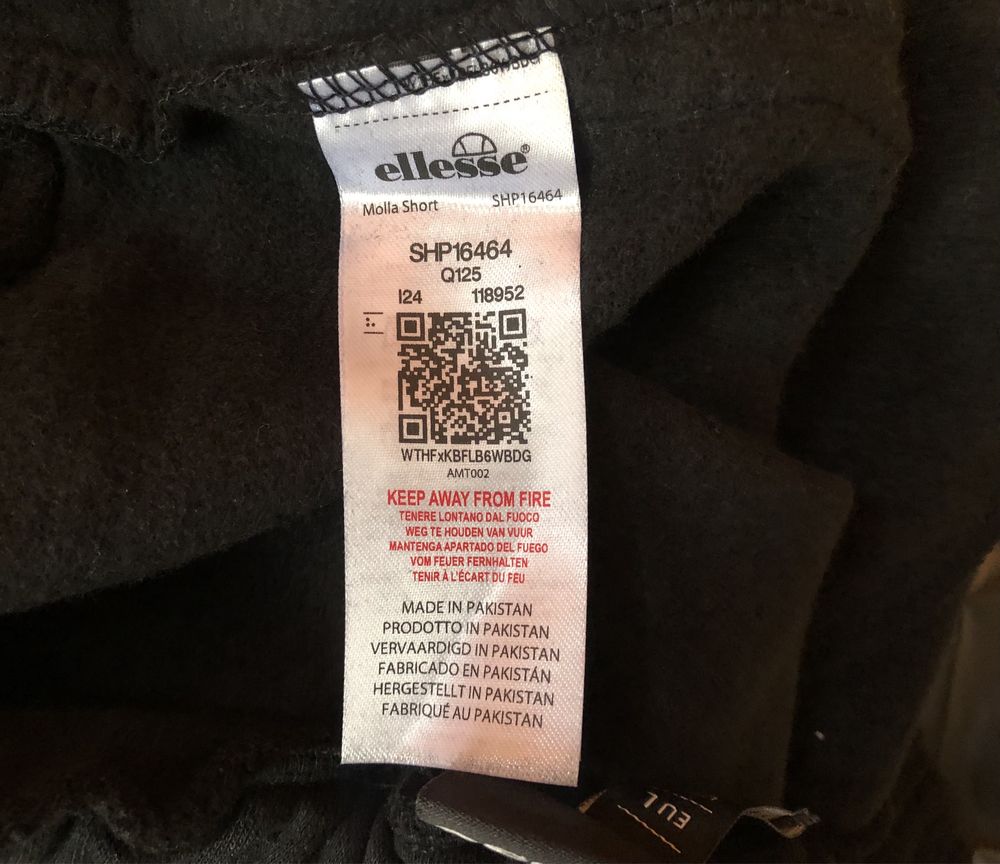 ellesse®
Molla Short SHP16464
SHP16464
Q125
I24 118952
WTHFxKBFLB6WBDG
AMT002
KEEP AWAY FROM FIRE
TENERE LONTANO DAL FUOCO
WEG TE HOUDEN VAN VUUR
MANTENGA APARTADO DEL FUEGO
VOM FEUER FERNHALTEN
TENIR À L'ÉCART DU FEU
MADE IN PAKISTAN
PRODOTTO IN PAKISTAN
VERVAARDIGD IN PAKISTAN
FABRICADO EN PAKISTÁN
HERGESTELLT IN PAKISTAN
FABRIQUÉ AU PAKISTAN
EU L